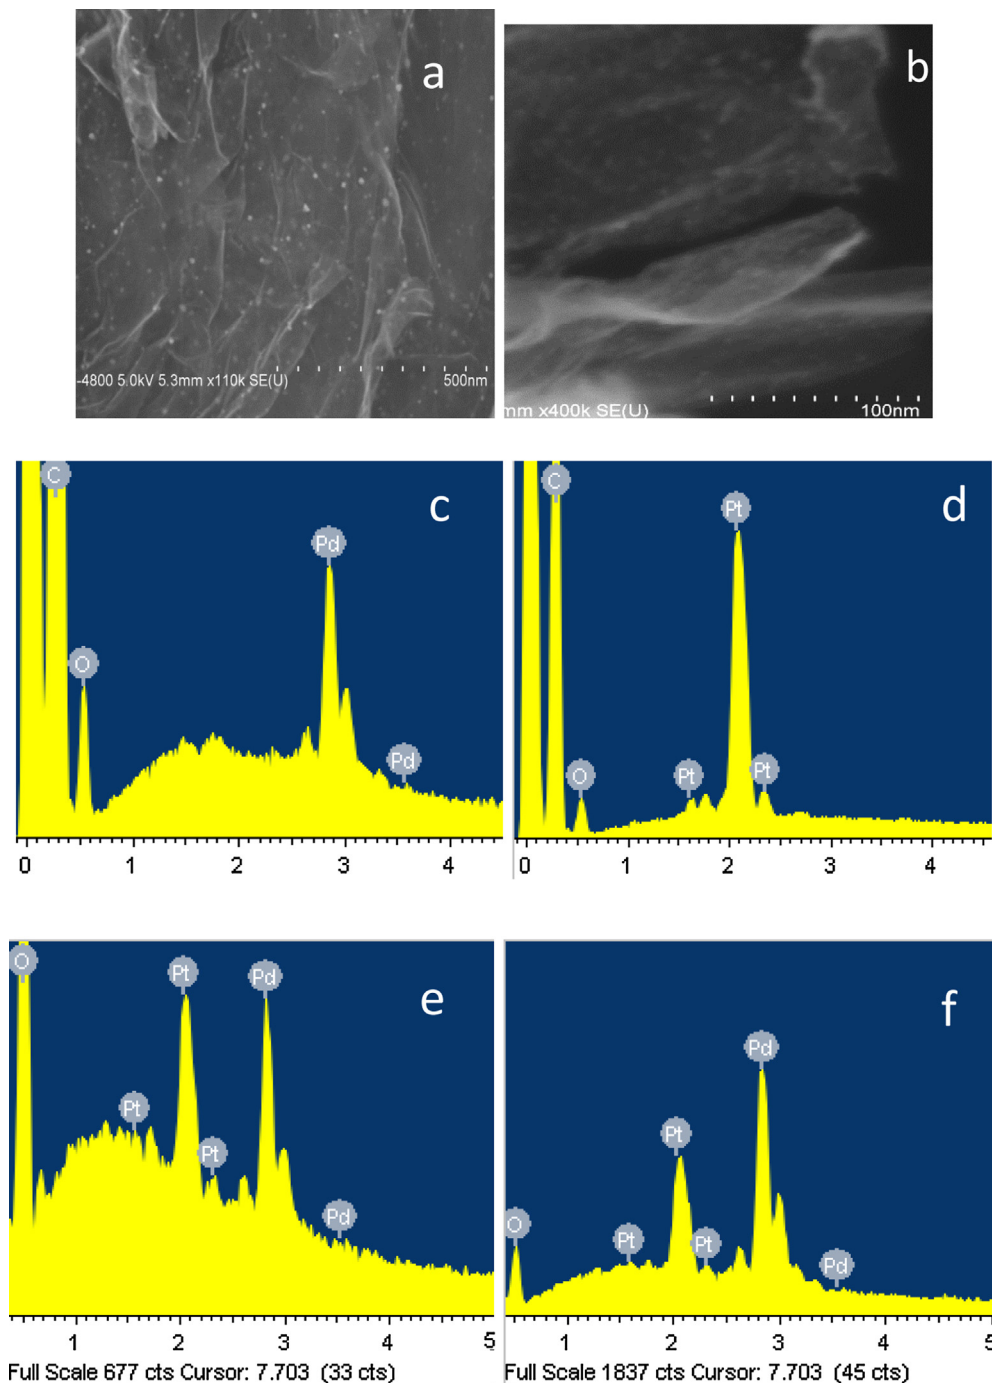 a
b
-4800 5.0kV 5.3mm x110k SE(U)
500nm
mm x400k SE(U)
100nm
C
c
Pd
O
Pd
0 1 2 3 4
C
Pt
d
O
Pt
Pt
0 1 2 3 4
O
Pt
Pd
e
Pt
Pt
Pd
1 2 3 4 5
Full Scale 677 cts Cursor: 7.703 (33 cts)
f
Pd
Pt
O
Pt
Pt
Pd
1 2 3 4 5
Full Scale 1837 cts Cursor: 7.703 (45 cts)